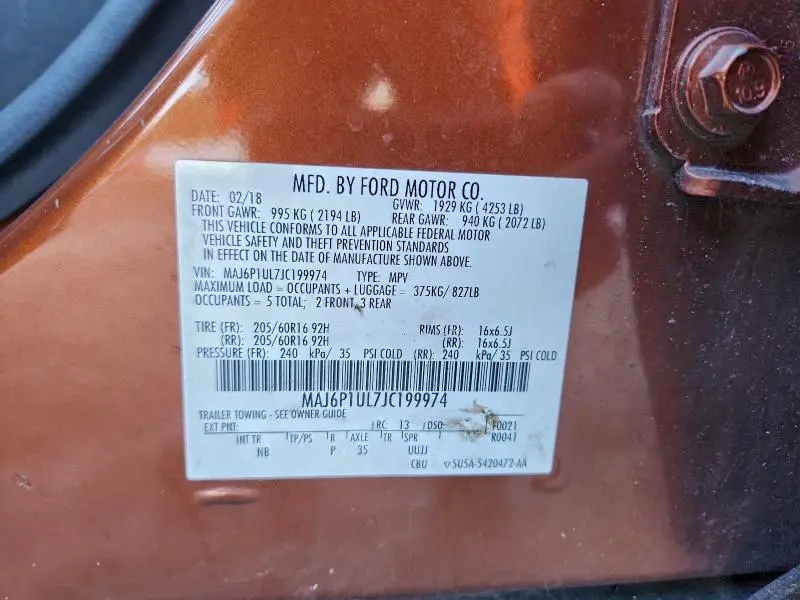 MFD. BY FORD MOTOR CO.
DATE: 02/18 GVWR: 1929 KG ( 4253 LB)
FRONT GAWR: 995 KG ( 2194 LB) REAR GAWR: 940 KG ( 2072 LB)
THIS VEHICLE CONFORMS TO ALL APPLICABLE FEDERAL MOTOR
VEHICLE SAFETY AND THEFT PREVENTION STANDARDS
IN EFFECT ON THE DATE OF MANUFACTURE SHOWN ABOVE.
VIN: MAJ6P1UL7JC199974 TYPE: MPV
MAXIMUM LOAD = OCCUPANTS + LUGGAGE = 375KG/ 827LB
OCCUPANTS = 5 TOTAL; 2 FRONT, 3 REAR
TIRE (FR): 205/60R16 92H RIMS (FR): 16x6.5J
(RR): 205/60R16 92H (RR): 16x6.5J
PRESSURE (FR): 240 kPa/ 35 PSI COLD (RR): 240 kPa/ 35 PSI COLD
MAJ6P1UL7JC199974
TRAILER TOWING - SEE OWNER GUIDE
EXT PNT: RC: 13 DSO: F0021
R0041
INT TR TP/PS R AXLE TR SPR
NB P 35 UUJJ
CBU 5U5A-5420472-AA
10.9